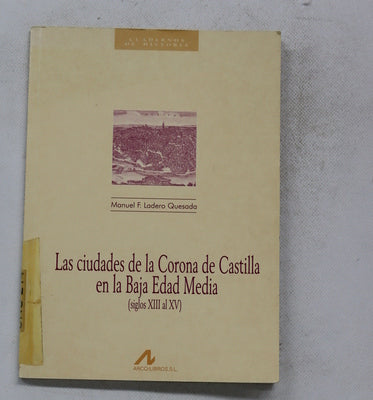 CUADERNOS
DE HISTORIA
Manuel F. Ladero Quesada
Las ciudades de la Corona de Castilla
en la Baja Edad Media
(siglos XIII al XV)
ARCO/LIBROS, S.L.